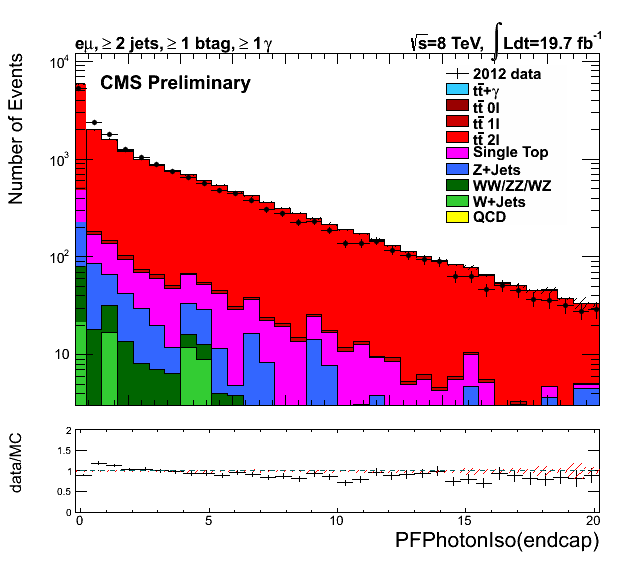 eμ, ≥ 2 jets, ≥ 1 btag, ≥ 1 γ
√s=8 TeV, ∫ Ldt=19.7 fb⁻¹
CMS Preliminary
2012 data
tt̄+γ
tt̄ 0l
tt̄ 1l
tt̄ 2l
Single Top
Z+Jets
WW/ZZ/WZ
W+Jets
QCD
Number of Events
10⁴
10³
10²
10
data/MC
2
1.5
1
0.5
0
0 5 10 15 20
PFPhotonIso(endcap)